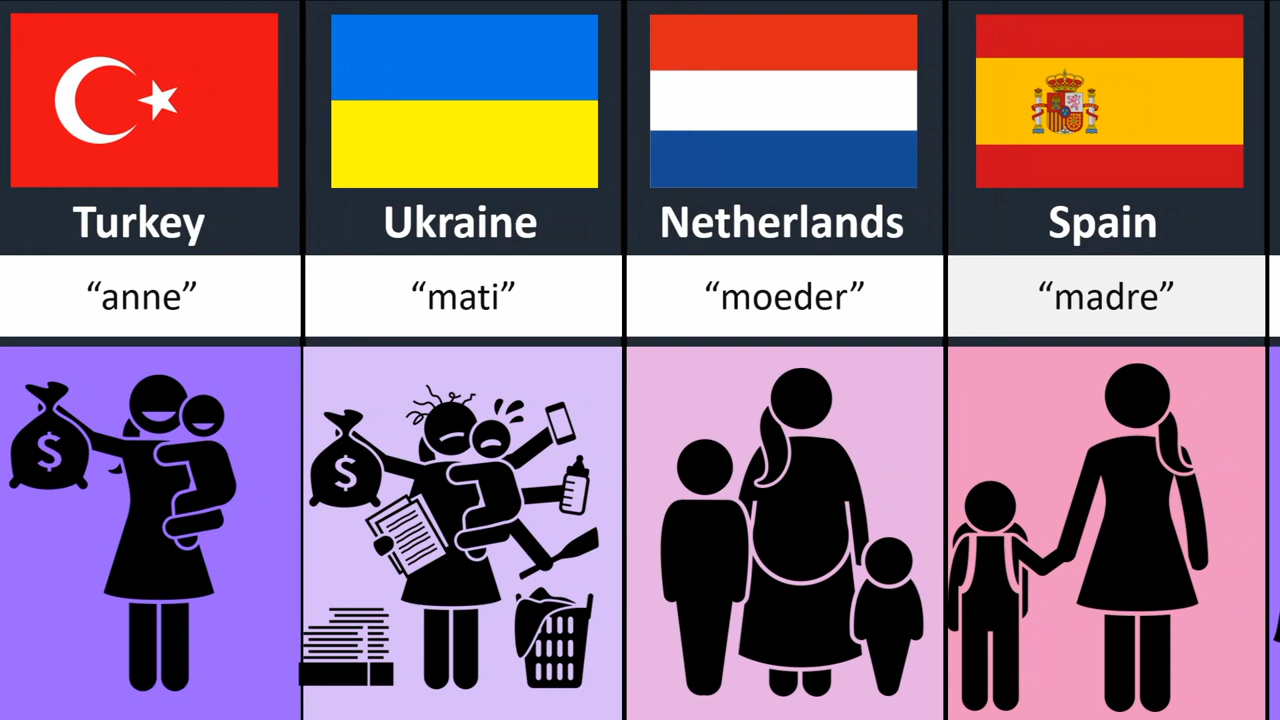 Turkey
Ukraine
Netherlands
Spain
“anne”
“mati”
“moeder”
“madre”
$
$